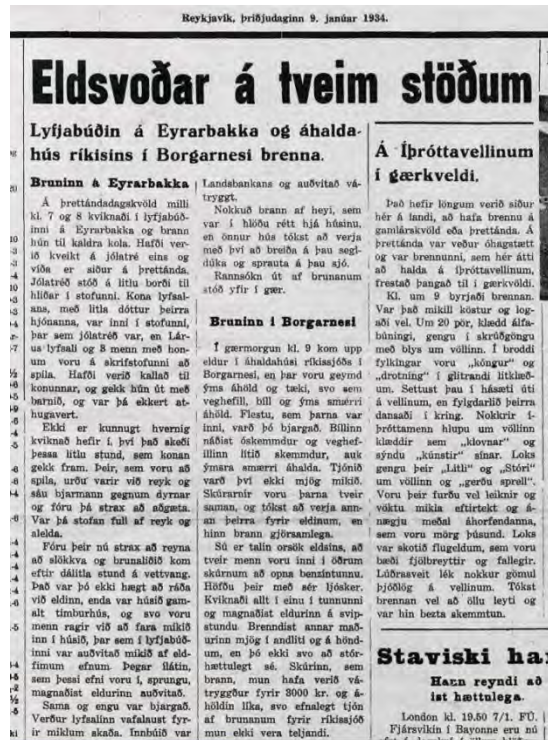 Reykjavik, þriðjudaginn 9. janúar 1934.
Eldsvoðar á tveim stöðum
Lyfjabúðin á Eyrarbakka og áhalda-
hús ríkisins í Borgarnesi brenna.
Bruninn á Eyrarbakka
Á þrettándadagskvöld milli
kl. 7 og 8 kviknaði í lyfjabúð-
inni á Eyrarbakka og brann
hún til kaldra kola. Hafði ver-
ið kveikt á jólatré eins og
víða er siður á þrettánda.
Jólatréð stóð á litlu borði til
hliðar í stofunni. Kona lyfsal-
ans, með litla dóttur þeirra
hjónanna, var inni í stofunni,
þar sem jólatréð var, en Lár-
us lyfsali og 8 menn með hon-
um voru á skrifstofunni að
spila. Hafði verið kallað til
konunnar, og gekk hún út með
barnið, og var þá ekkert at-
hugavert.
Ekki er kunnugt hvernig
kviknað hefir í, því það skeði
þessa litlu stund, sem konan
gekk fram. Þeir, sem voru að
spila, urðu varir við reyk og
sáu bjarmann gegnum dyrnar
og fóru þá strax að aðgæta.
Var þá stofan full af reyk og
alelda.
Fóru þeir nú strax að reyna
að slökkva og brunaliðið kom
eftir dálitla stund á vettvang.
Það var þó ekki hægt að ráða
við eldinn, enda var húsið gam-
alt timburhús, og svo voru
menn ragir við að fara mikið
inn í húsið, þar sem í lyfjabúð-
inni var auðvitað mikið af eld-
fimum efnum. Þegar ílátin,
sem þessi efni voru í, sprungu,
magnaðist eldurinn auðvitað.
Sama og engu var bjargað.
Verður lyfsalinn vafalaust fyr-
ir miklum skaða. Innbúið var
Landsbankans og auðvitað vá-
tryggt.
Nokkuð brann af heyi, sem
var í hlöðu rétt hjá húsinu,
en önnur hús tókst að verja
með því að breiða á þau segl-
dúka og sprauta á þau sjó.
Rannsókn út af brunanum
stóð yfir í gær.
Bruninn í Borgarnesi
Í gærmorgun kl. 9 kom upp
eldur í áhaldahúsi ríkissjóðs í
Borgarnesi, en þar voru geymd
ýms áhöld og tæki, svo sem
veghefill, bíll og ýms smærri
áhöld. Flestu, sem þarna var
inni, varð þó bjargað. Bíllinn
náðist óskemmdur og veghef-
illinn lítið skemmdur, auk
ýmsra smærri áhalda. Tjónið
varð því ekki mjög mikið.
Skúrarnir voru þarna tveir
saman, og tókst að verja ann-
an þeirra fyrir eldinum, en
hinn brann gjörsamlega.
Sú er talin orsök eldsins, að
tveir menn voru inni í öðrum
skúrnum að opna benzíntunnu.
Höfðu þeir með sér ljósker.
Kviknaði allt í einu í tunnunni
og magnaðist eldurinn á svip-
stundu. Brenndist annar mað-
urinn mjög í andliti og á hönd-
um, en þó ekki svo að stór-
hættulegt sé. Skúrinn, sem
brann, mun hafa verið vá-
tryggður fyrir 3000 kr. og á-
höldin líka, svo efnalegt tjón
af brunanum fyrir ríkissjóð
mun ekki vera teljandi.
Á Íþróttavellinum
í gærkveldi.
Það hefir löngum verið siður
hér á landi, að hafa brennu á
gamlárskvöld eða þrettánda. Á
þrettánda var veður óhagstætt
og var brennunni, sem hér átti
að halda á íþróttavellinum,
frestað þangað til í gærkvöldi.
Kl. um 9 byrjaði brennan.
Var það mikill köstur og log-
aði vel. Um 20 pör, klædd álfa-
búningi, gengu í skrúðgöngu
með blys um völlinn. Í broddi
fylkingar voru „kóngur“ og
„drotning“ í glitrandi litklæð-
um. Settust þau í hásæti úti
á vellinum, en fylgdarlið þeirra
dansaði í kring. Nokkrir í-
þróttamenn hlupu um völlinn
klæddir sem „klovnar“ og
sýndu „kúnstir“ sínar. Loks
gengu þeir „Litli“ og „Stóri“
um völlinn og „gerðu sprell“.
Voru þeir furðu vel leiknir og
vöktu mikla eftirtekt og á-
nægju meðal áhorfendanna,
sem voru mörg þúsund. Loks
var skotið flugeldum, sem voru
bæði fjölbreyttir og fallegir.
Lúðrasveit lék nokkur gömul
þjóðlög á vellinum. Tókst
brennan vel að öllu leyti og
var hin bezta skemmtun.
Staviski
Hann reyndi að
ist hættulega.
London kl. 19.50 7/1. FÚ.
Fjársvikin í Bayonne eru nú